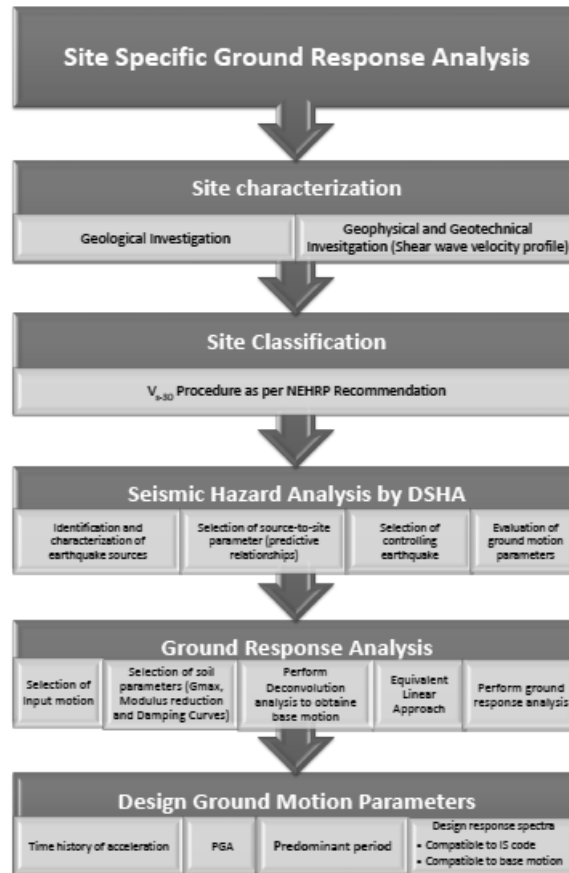 Site Specific Ground Response Analysis
Site characterization
Geological Investigation
Geophysical and Geotechnical
Invesitgation (Shear wave velocity profile)
Site Classification
Vs-30 Procedure as per NEHRP Recommendation
Seismic Hazard Analysis by DSHA
Identification and
characterization of
earthquake sources
Selection of source-to-site
parameter (predictive
relationships)
Selection of
controlling
earthquake
Evaluation of
ground motion
parameters
Ground Response Analysis
Selection of
Input motion
Selection of soil
parameters (Gmax,
Modulus reduction
and Damping Curves)
Perform
Deconvolution
analysis to obtaine
base motion
Equivalent
Linear
Approach
Perform ground
response analysis
Design Ground Motion Parameters
Time history of acceleration
PGA
Predominant period
Design response spectra
• Compatible to IS code
• Compatible to base motion